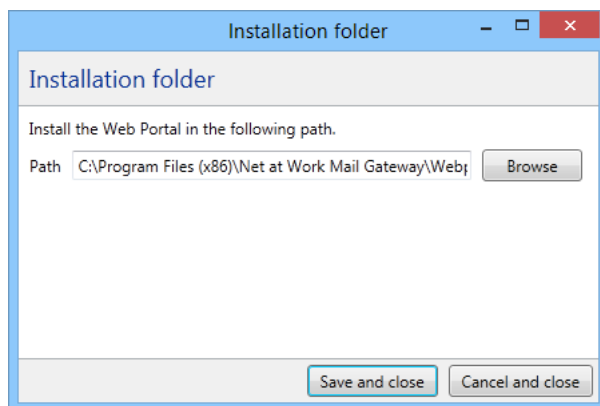 Installation folder
Installation folder
Install the Web Portal in the following path.
Path C:\Program Files (x86)\Net at Work Mail Gateway\Webp Browse
Save and close Cancel and close